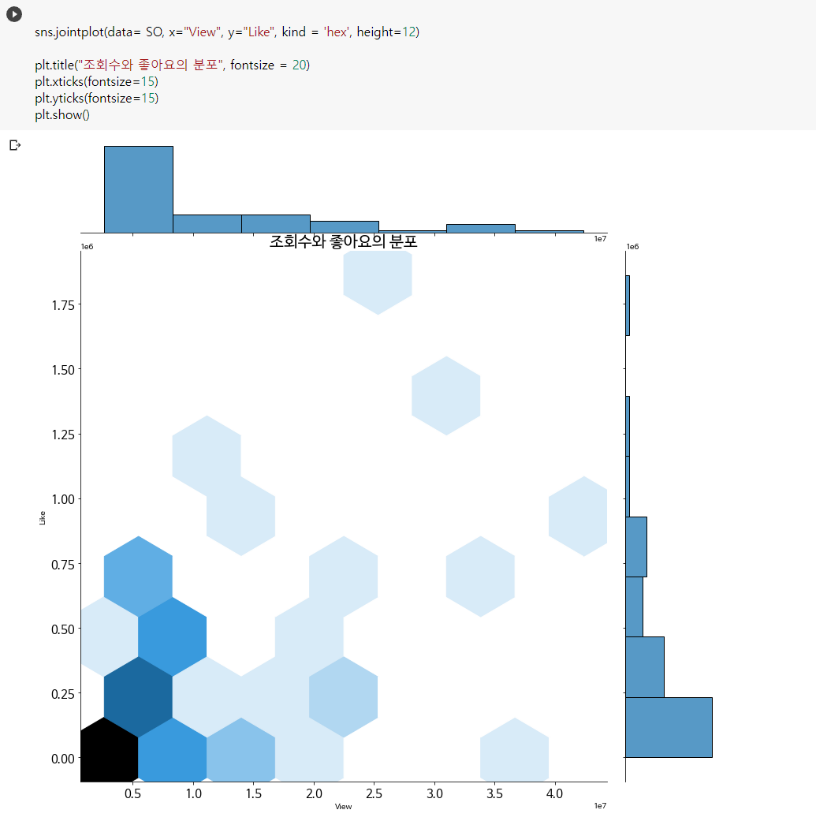 sns.jointplot(data= SO, x="View", y="Like", kind = 'hex', height=12)
plt.title("조회수와 좋아요의 분포", fontsize = 20)
plt.xticks(fontsize=15)
plt.yticks(fontsize=15)
plt.show()
1e7
조회수와 좋아요의 분포
1e6
1e6
1.75
1.50
1.25
1.00
0.75
0.50
0.25
0.00
Like
0.5 1.0 1.5 2.0 2.5 3.0 3.5 4.0
View
1e7